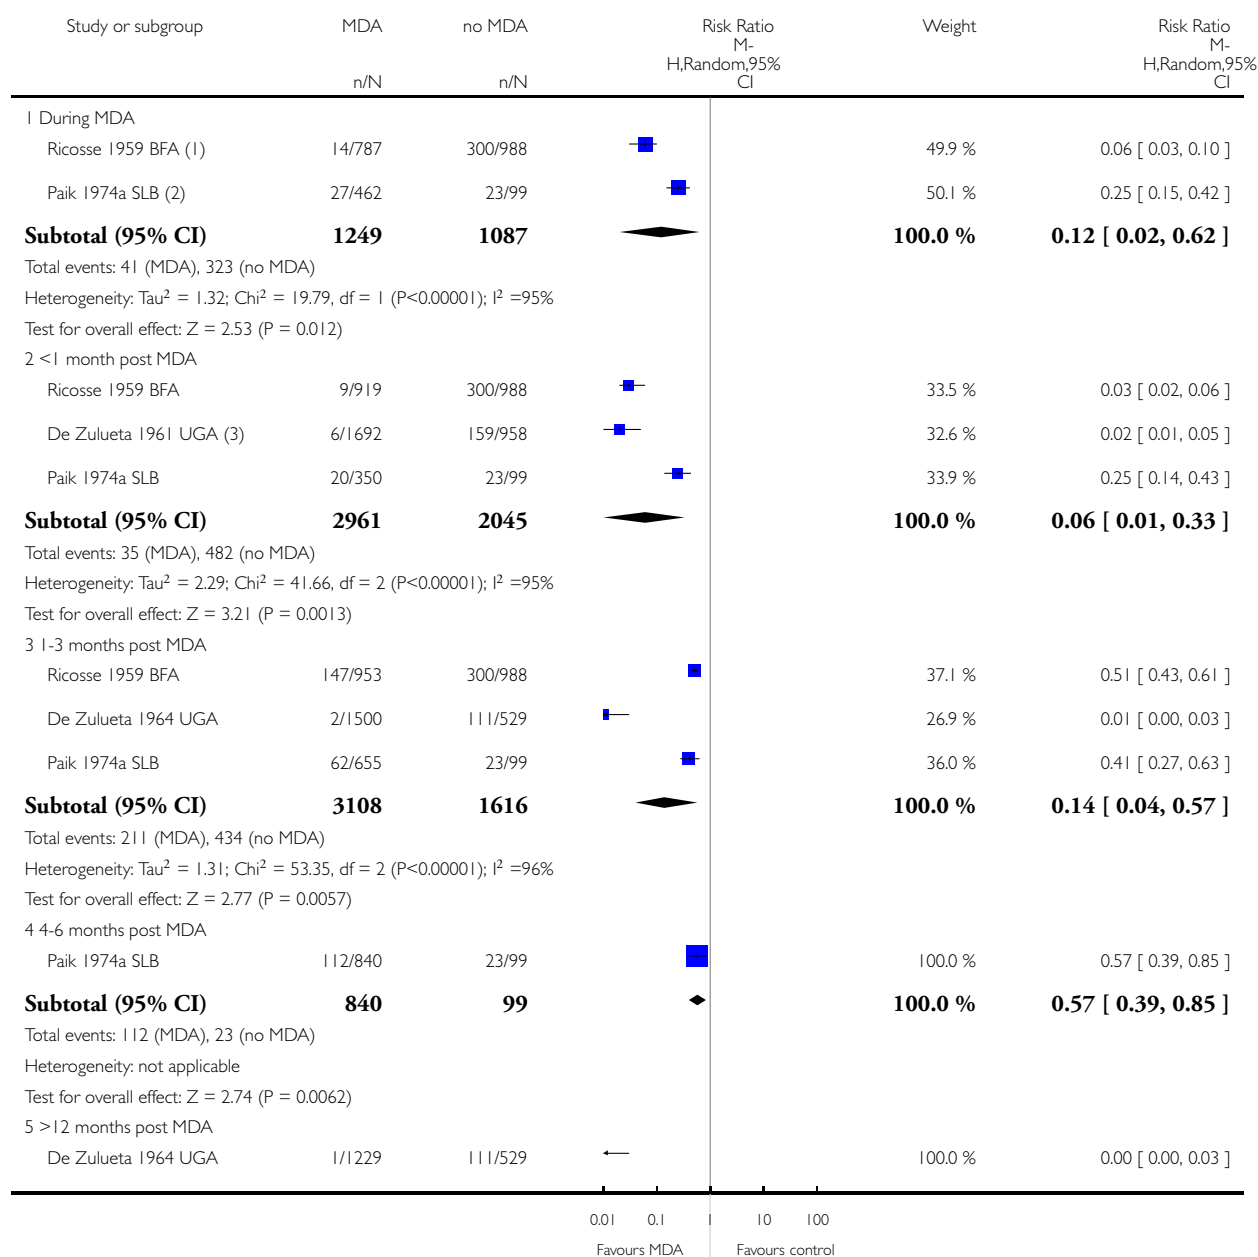 Study or subgroup MDA no MDA Risk Ratio Weight Risk Ratio
M- M-
H,Random,95% H,Random,95%
n/N n/N CI CI
1 During MDA
Ricosse 1959 BFA (1) 14/787 300/988 49.9 % 0.06 [ 0.03, 0.10 ]
Paik 1974a SLB (2) 27/462 23/99 50.1 % 0.25 [ 0.15, 0.42 ]
Subtotal (95% CI) 1249 1087 100.0 % 0.12 [ 0.02, 0.62 ]
Total events: 41 (MDA), 323 (no MDA)
Heterogeneity: Tau² = 1.32; Chi² = 19.79, df = 1 (P<0.00001); I² =95%
Test for overall effect: Z = 2.53 (P = 0.012)
2 <1 month post MDA
Ricosse 1959 BFA 9/919 300/988 33.5 % 0.03 [ 0.02, 0.06 ]
De Zulueta 1961 UGA (3) 6/1692 159/958 32.6 % 0.02 [ 0.01, 0.05 ]
Paik 1974a SLB 20/350 23/99 33.9 % 0.25 [ 0.14, 0.43 ]
Subtotal (95% CI) 2961 2045 100.0 % 0.06 [ 0.01, 0.33 ]
Total events: 35 (MDA), 482 (no MDA)
Heterogeneity: Tau² = 2.29; Chi² = 41.66, df = 2 (P<0.00001); I² =95%
Test for overall effect: Z = 3.21 (P = 0.0013)
3 1-3 months post MDA
Ricosse 1959 BFA 147/953 300/988 37.1 % 0.51 [ 0.43, 0.61 ]
De Zulueta 1964 UGA 2/1500 111/529 26.9 % 0.01 [ 0.00, 0.03 ]
Paik 1974a SLB 62/655 23/99 36.0 % 0.41 [ 0.27, 0.63 ]
Subtotal (95% CI) 3108 1616 100.0 % 0.14 [ 0.04, 0.57 ]
Total events: 211 (MDA), 434 (no MDA)
Heterogeneity: Tau² = 1.31; Chi² = 53.35, df = 2 (P<0.00001); I² =96%
Test for overall effect: Z = 2.77 (P = 0.0057)
4 4-6 months post MDA
Paik 1974a SLB 112/840 23/99 100.0 % 0.57 [ 0.39, 0.85 ]
Subtotal (95% CI) 840 99 100.0 % 0.57 [ 0.39, 0.85 ]
Total events: 112 (MDA), 23 (no MDA)
Heterogeneity: not applicable
Test for overall effect: Z = 2.74 (P = 0.0062)
5 >12 months post MDA
De Zulueta 1964 UGA 1/1229 111/529 100.0 % 0.00 [ 0.00, 0.03 ]
0.01 0.1 1 10 100
Favours MDA Favours control